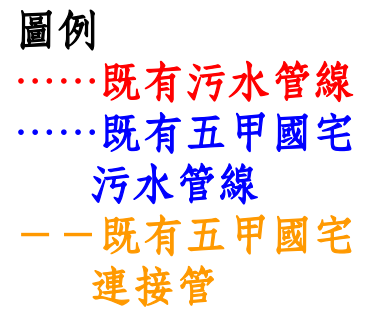 圖例
⋯⋯既有污水管線
⋯⋯既有五甲國宅
污水管線
－－既有五甲國宅
連接管